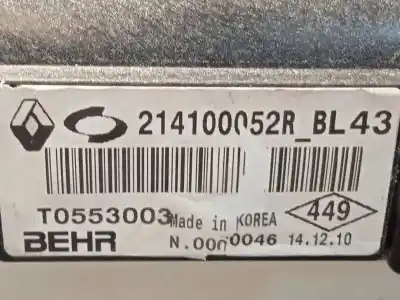 214100052R_BL43
T0553003 Made in KOREA 449
BEHR N.0000046 14.12.10